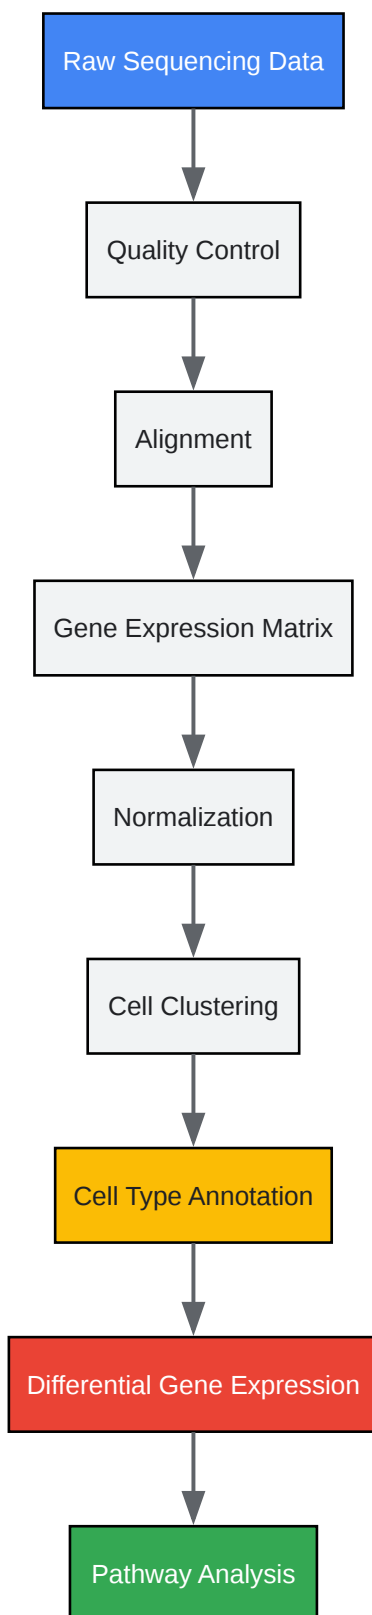 Raw Sequencing Data
Quality Control
Alignment
Gene Expression Matrix
Normalization
Cell Clustering
Cell Type Annotation
Differential Gene Expression
Pathway Analysis